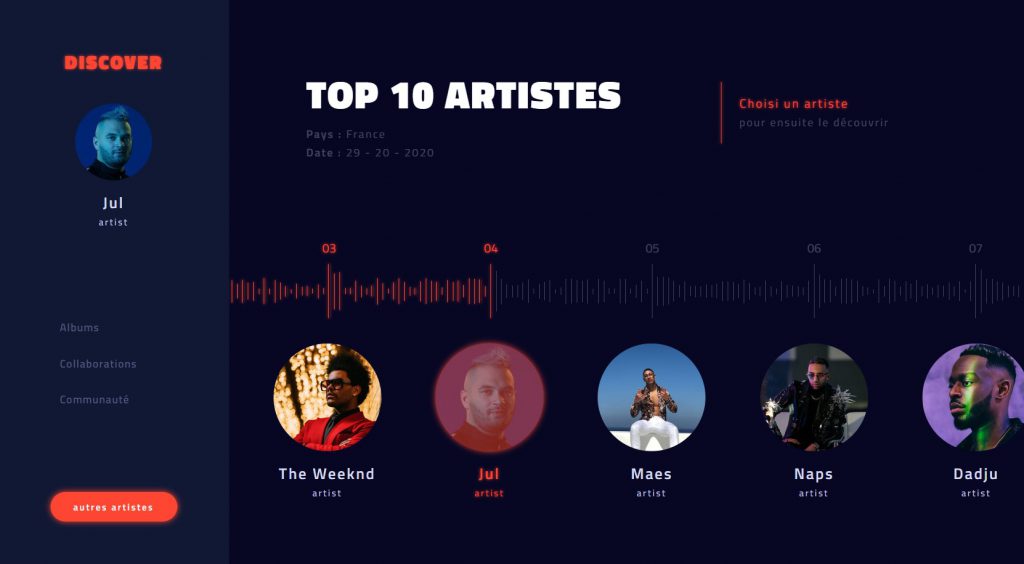 DISCOVER
Jul
artist
Albums
Collaborations
Communauté
autres artistes
TOP 10 ARTISTES
Pays : France
Date : 29 - 20 - 2020
Choisi un artiste
pour ensuite le découvrir
03 04 05 06 07
The Weeknd Jul Maes Naps Dadju
artist artist artist artist artist